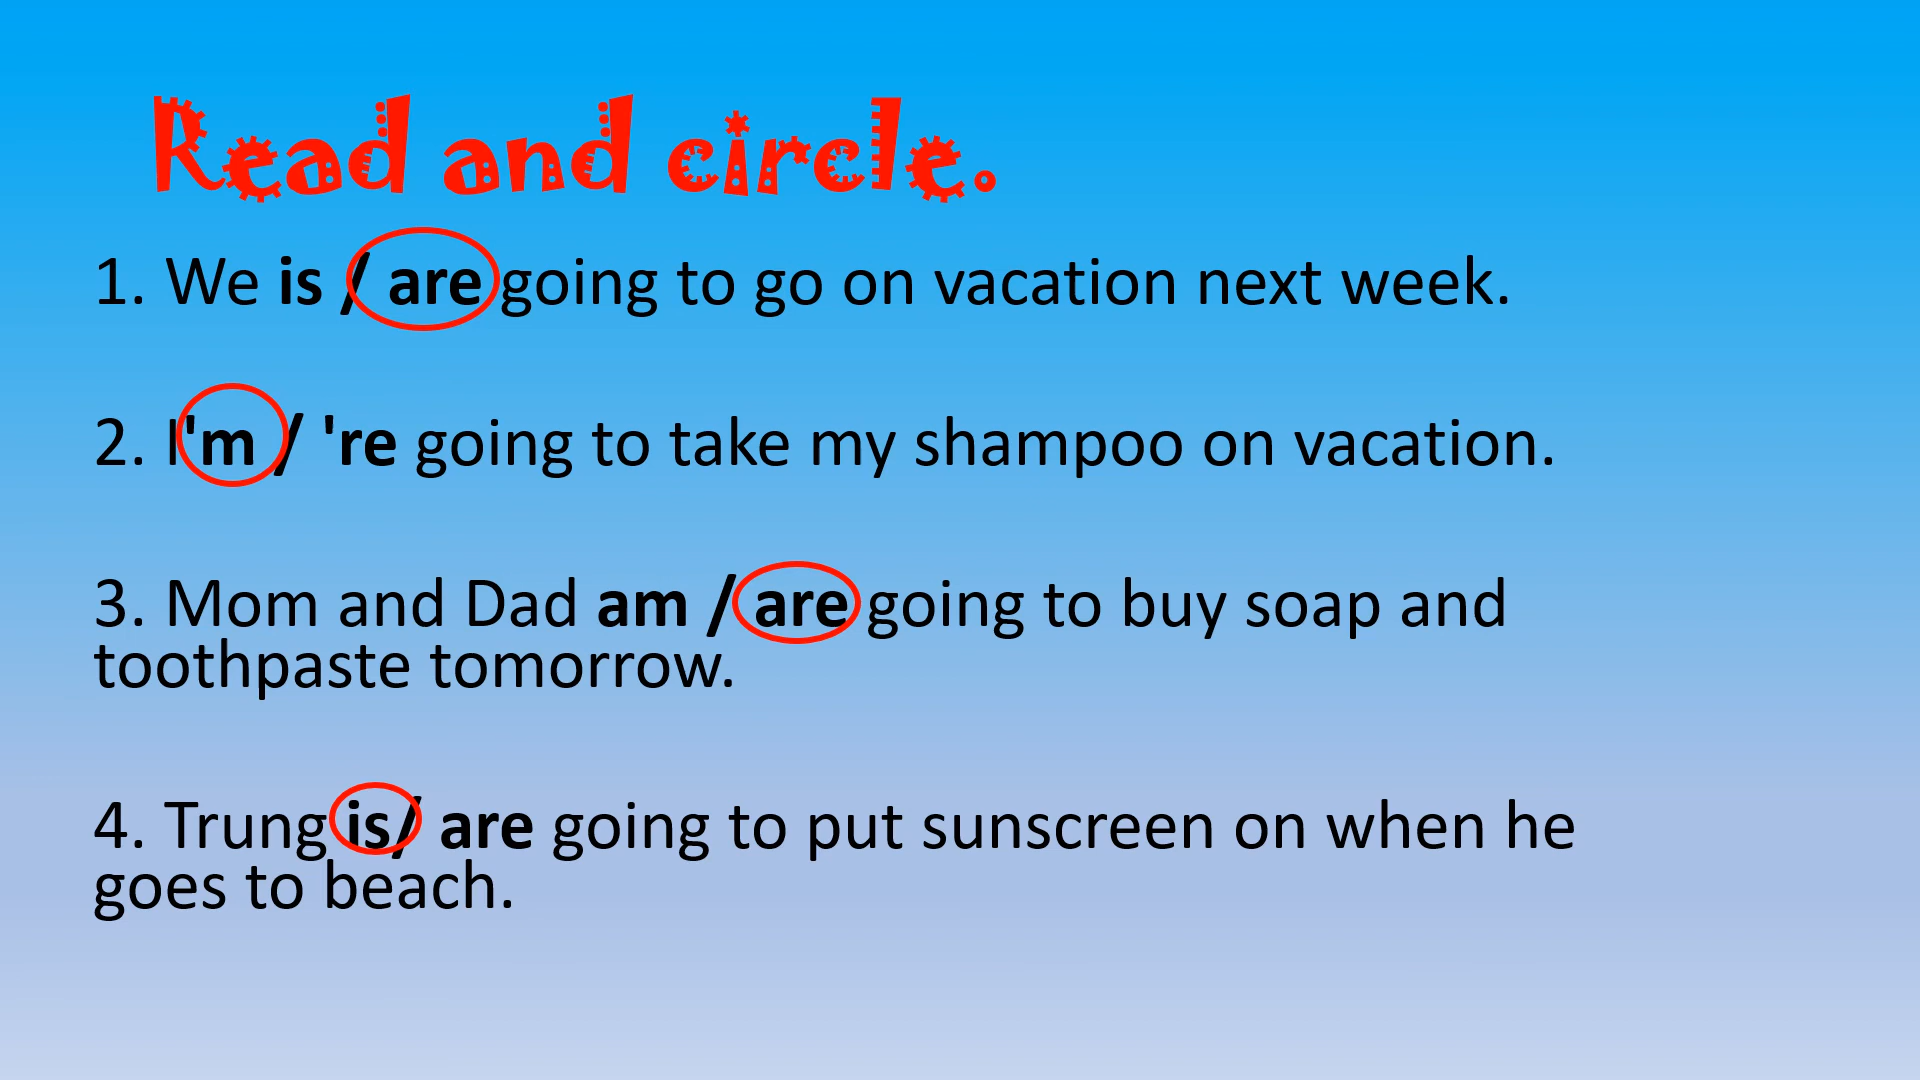 Read and circle.
1. We is / are going to go on vacation next week.
2. I'm / 're going to take my shampoo on vacation.
3. Mom and Dad am / are going to buy soap and
toothpaste tomorrow.
4. Trung is/ are going to put sunscreen on when he
goes to beach.